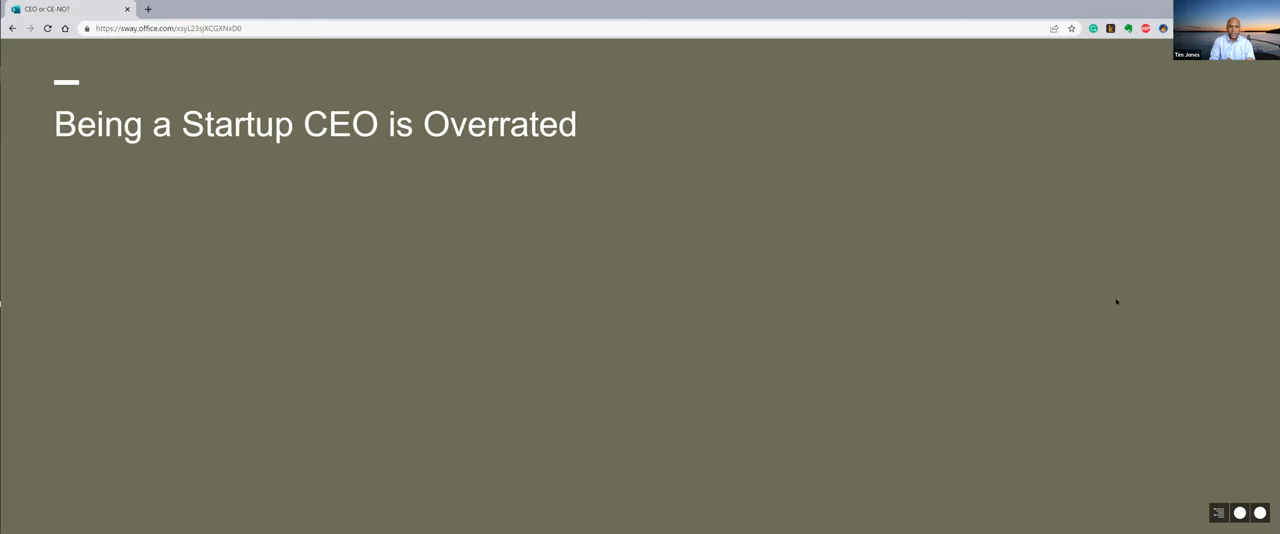 CEO or CE-NO?
https://sway.office.com/xsyL23sjXCGXNxD0
Tim Jones
Being a Startup CEO is Overrated